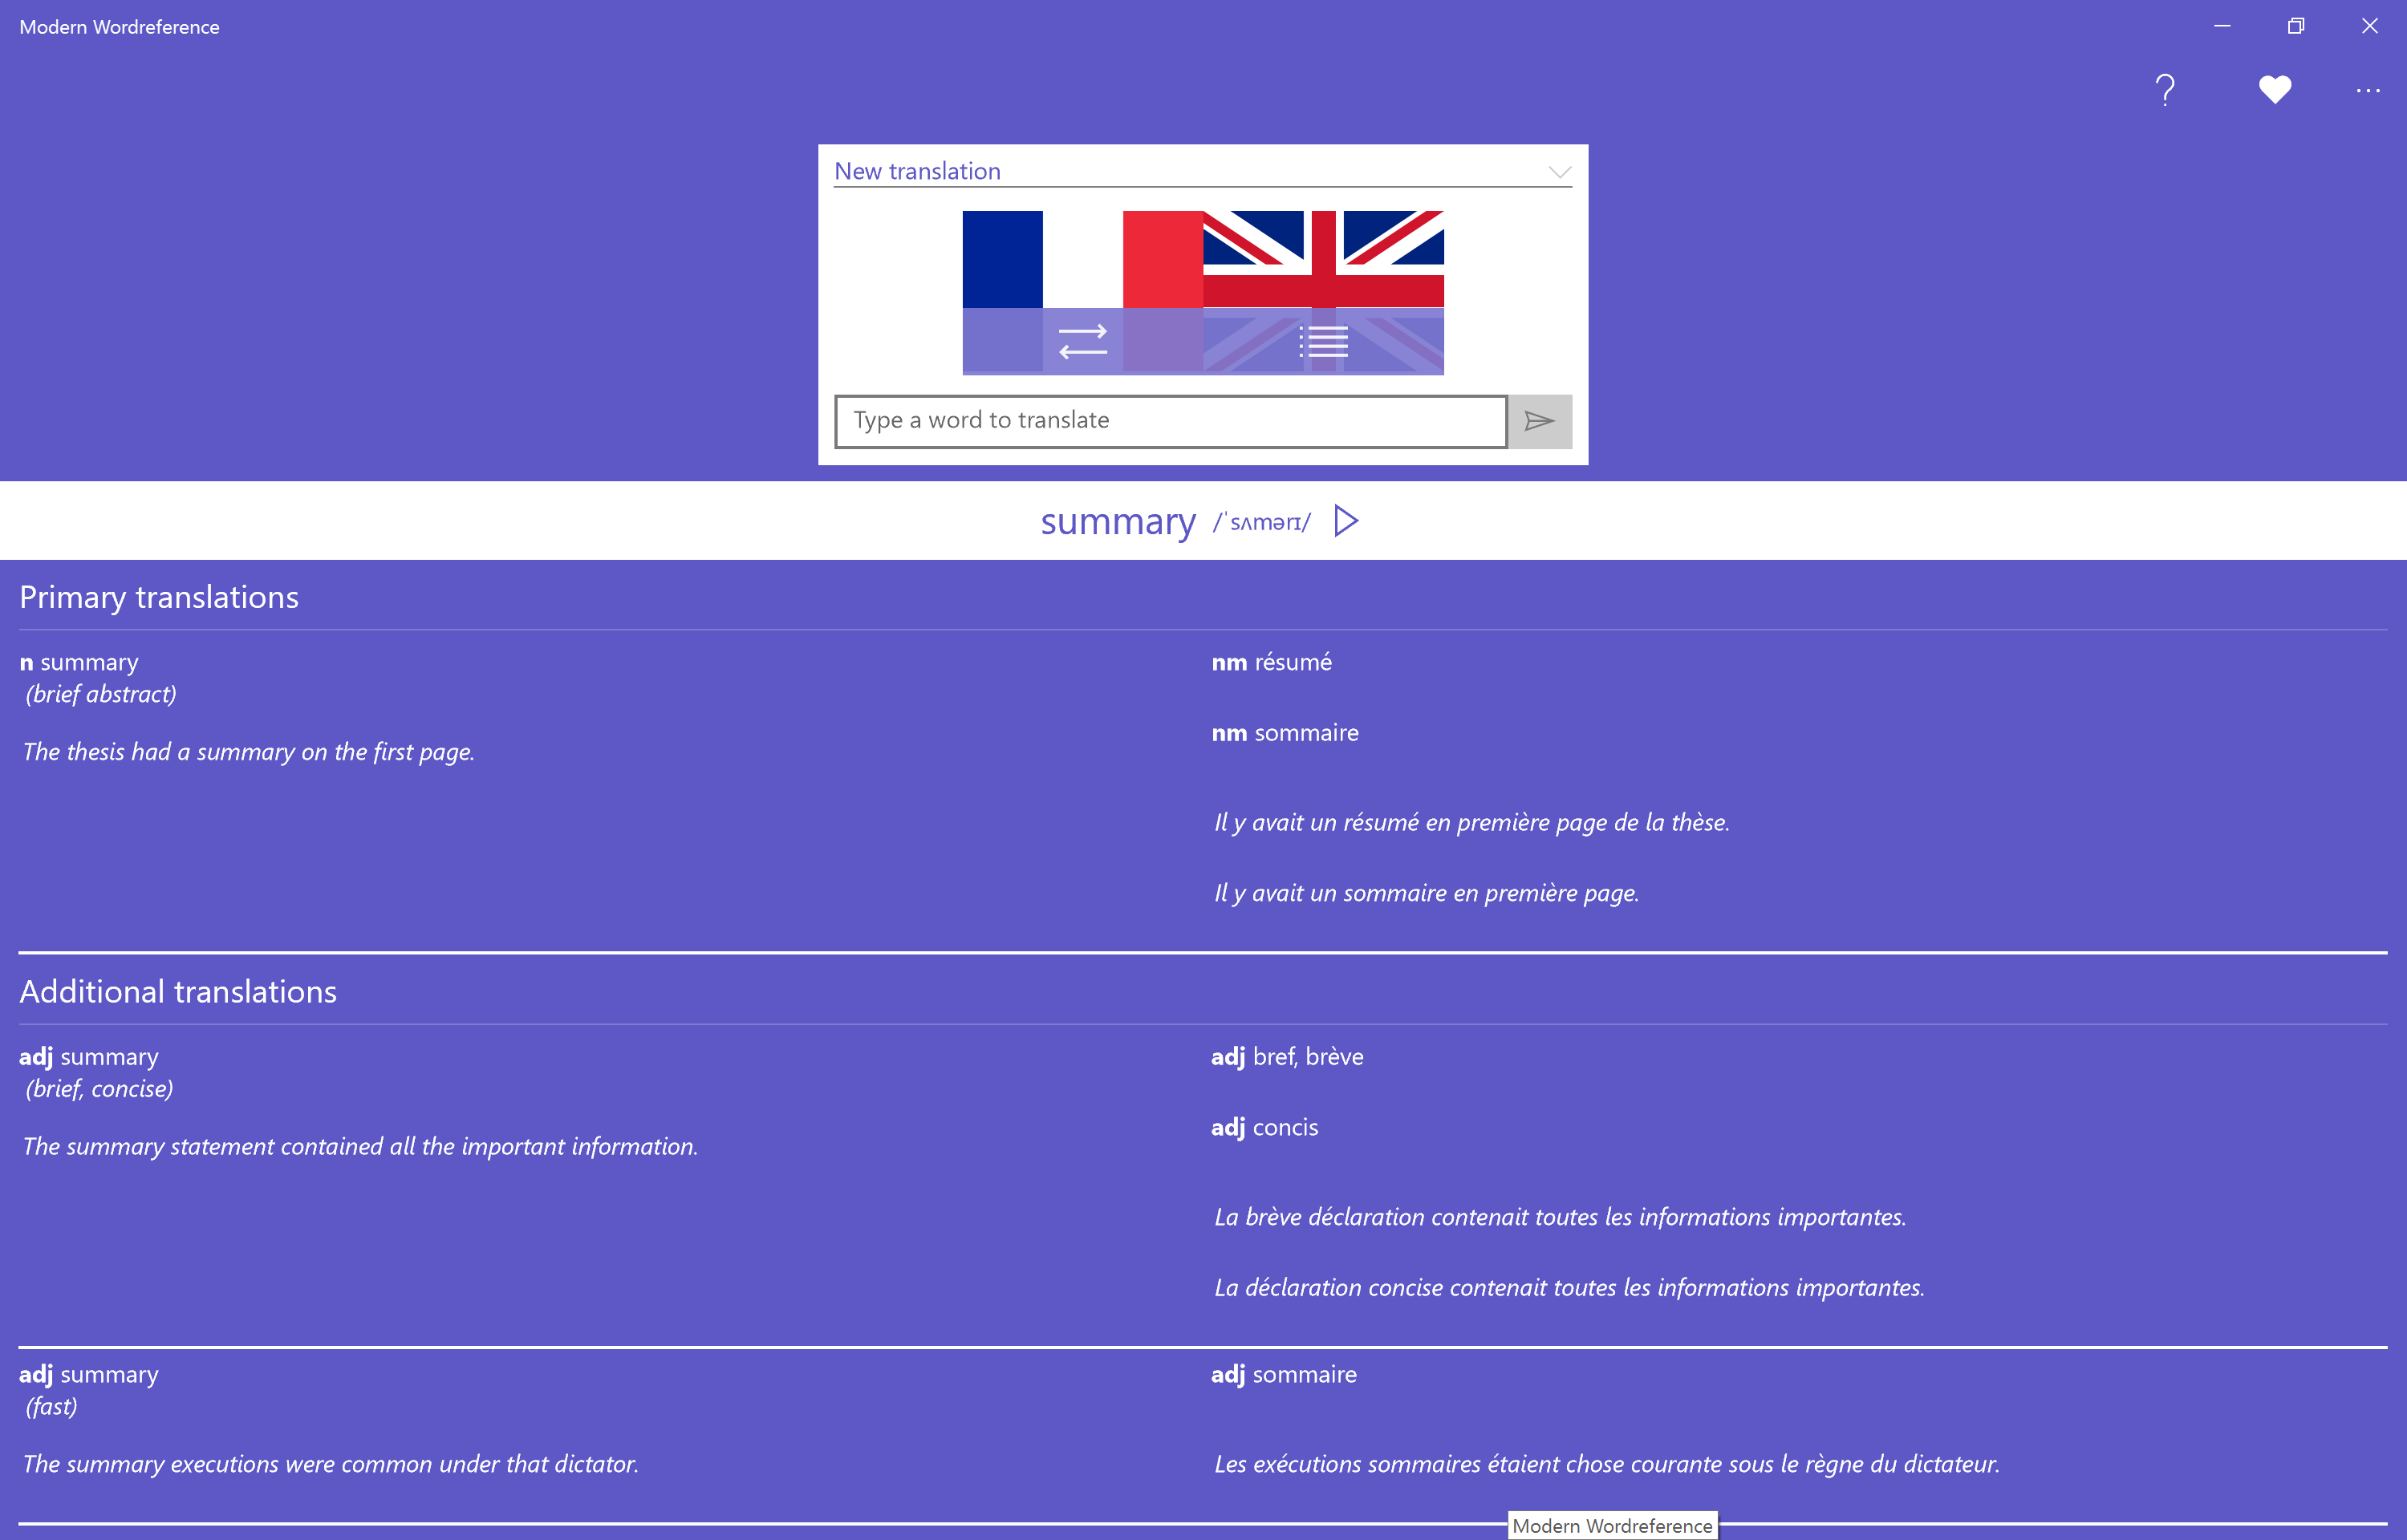 Modern Wordreference
New translation
Type a word to translate
summary /ˈsʌmərɪ/
Primary translations
n summary
(brief abstract)
The thesis had a summary on the first page.
nm résumé
nm sommaire
Il y avait un résumé en première page de la thèse.
Il y avait un sommaire en première page.
Additional translations
adj summary
(brief, concise)
The summary statement contained all the important information.
adj bref, brève
adj concis
La brève déclaration contenait toutes les informations importantes.
La déclaration concise contenait toutes les informations importantes.
adj summary
(fast)
The summary executions were common under that dictator.
adj sommaire
Les exécutions sommaires étaient chose courante sous le règne du dictateur.
Modern Wordreference